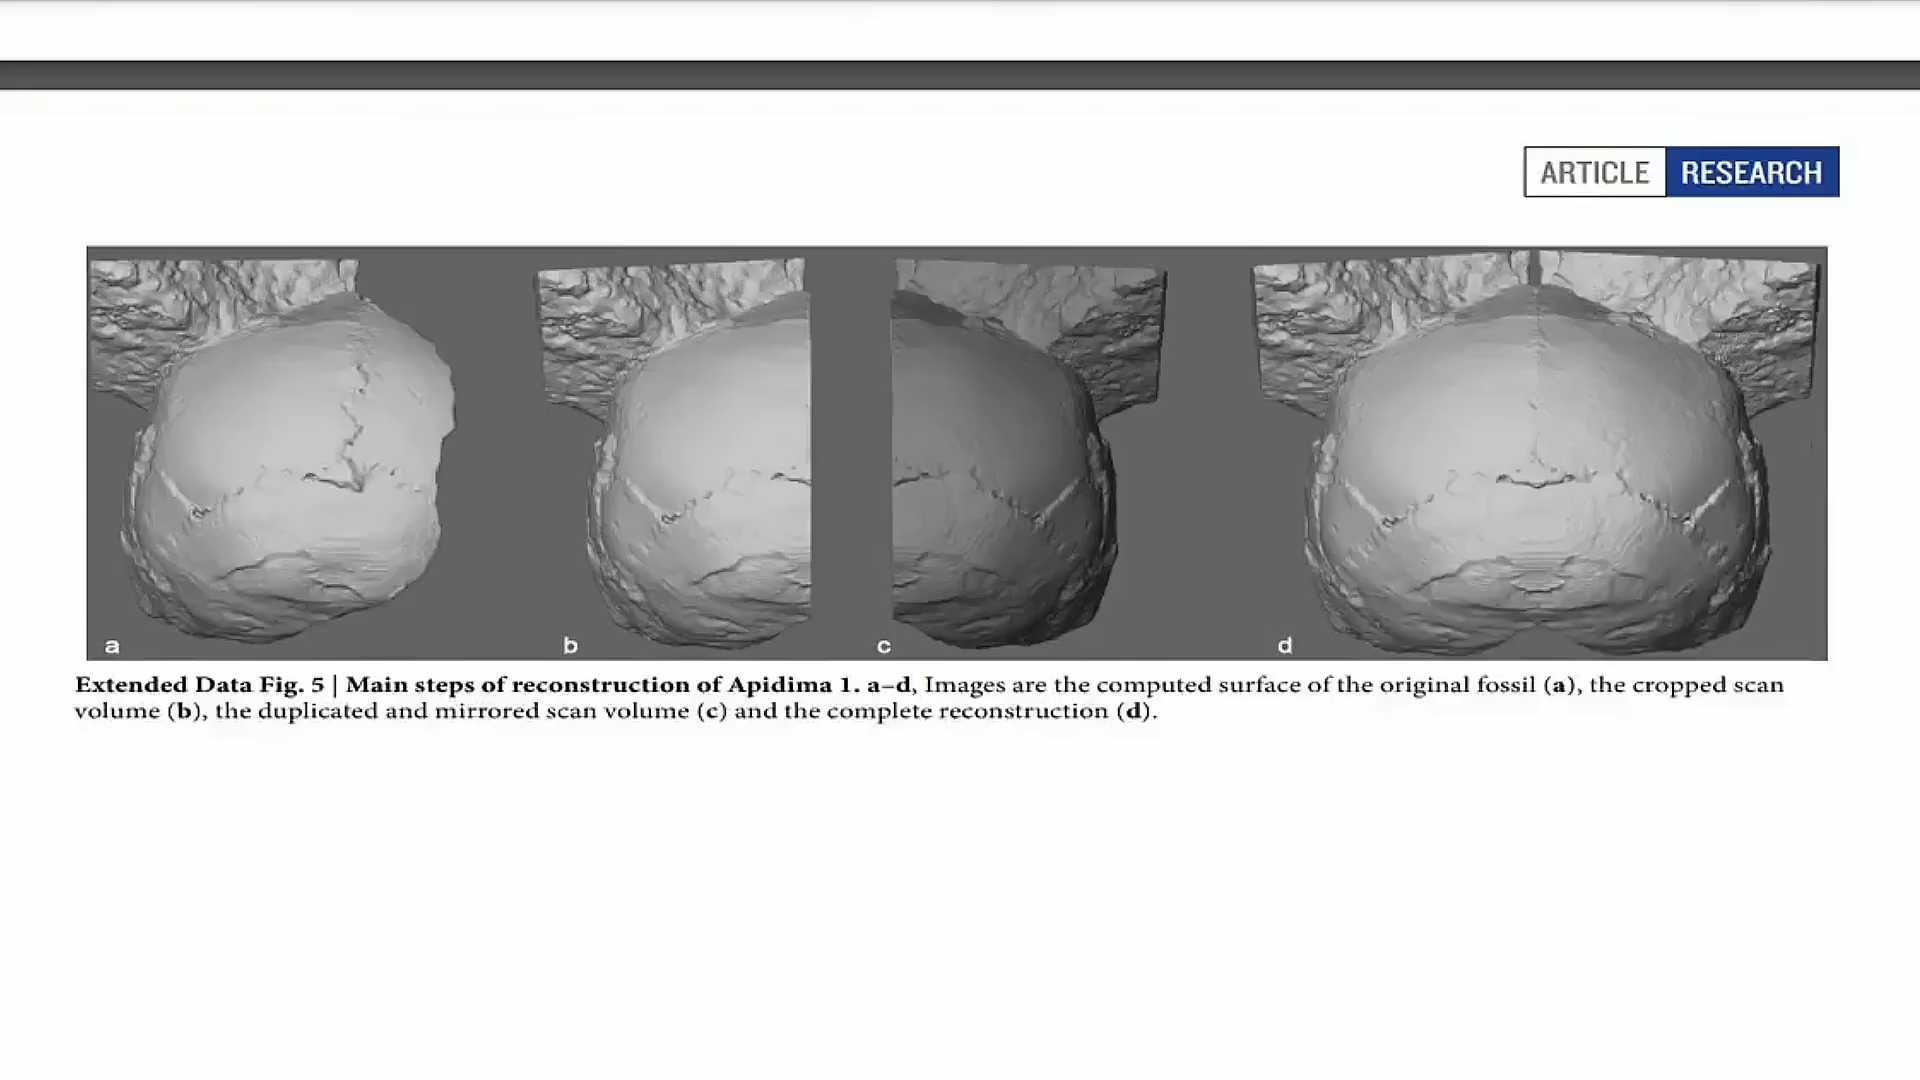 ARTICLE RESEARCH
a b c d
Extended Data Fig. 5 | Main steps of reconstruction of Apidima 1. a–d, Images are the computed surface of the original fossil (a), the cropped scan
volume (b), the duplicated and mirrored scan volume (c) and the complete reconstruction (d).